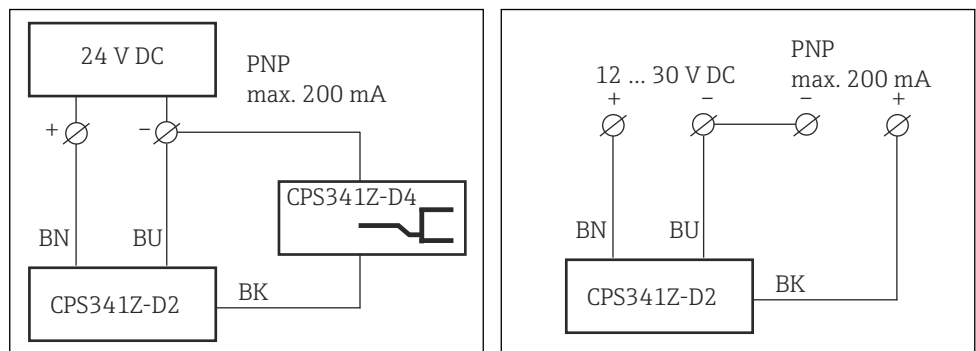 24 V DC
PNP
max. 200 mA
+
–
CPS341Z-D4
BN
BU
CPS341Z-D2
BK
12 ... 30 V DC
PNP
max. 200 mA
+
–
–
+
BN
BU
CPS341Z-D2
BK